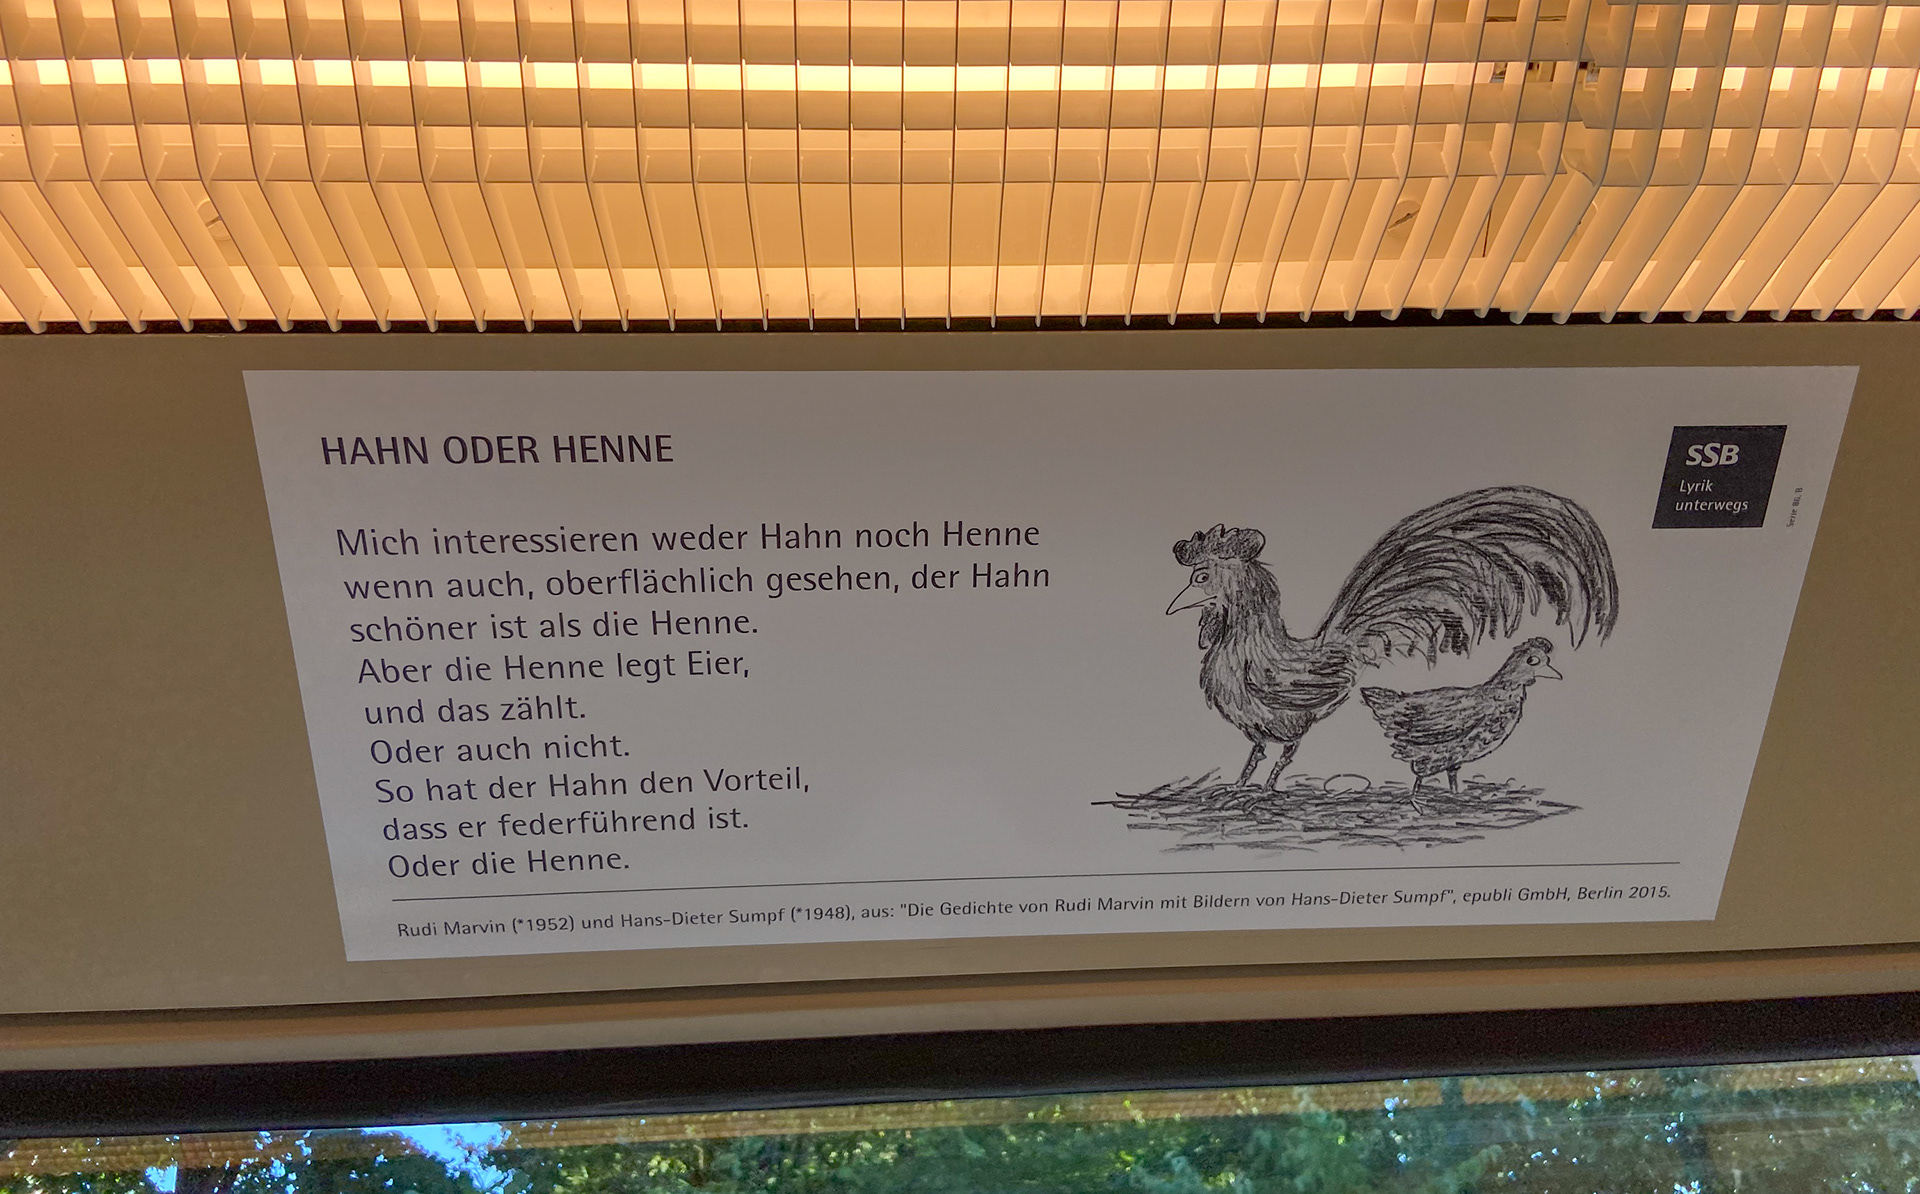 HAHN ODER HENNE
Mich interessieren weder Hahn noch Henne
wenn auch, oberflächlich gesehen, der Hahn
schöner ist als die Henne.
Aber die Henne legt Eier,
und das zählt.
Oder auch nicht.
So hat der Hahn den Vorteil,
dass er federführend ist.
Oder die Henne.
Rudi Marvin (*1952) und Hans-Dieter Sumpf (*1948), aus: "Die Gedichte von Rudi Marvin mit Bildern von Hans-Dieter Sumpf", epubli GmbH, Berlin 2015.
SSB
Lyrik
unterwegs
Serie